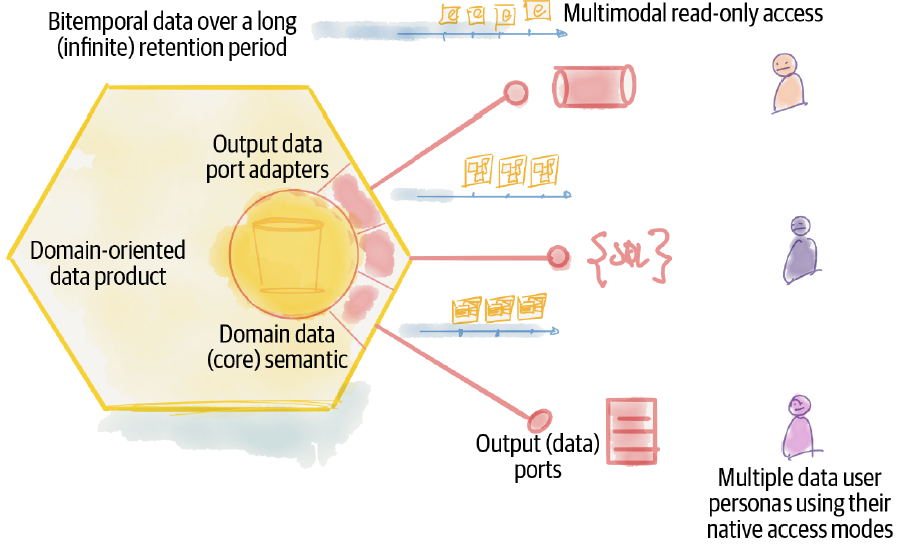 Bitemporal data over a long
(infinite) retention period
e e e e
Multimodal read-only access
Output data
port adapters
Domain-oriented
data product
{SQL}
Domain data
(core) semantic
Output (data)
ports
Multiple data user
personas using their
native access modes